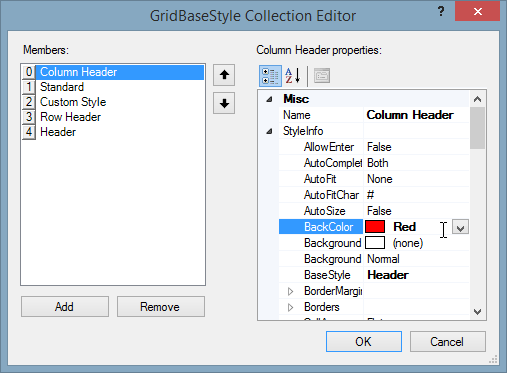 GridBaseStyle Collection Editor
?
Members:
0 Column Header
1 Standard
2 Custom Style
3 Row Header
4 Header
Add
Remove
Column Header properties:
A
Z
Misc
Name Column Header
StyleInfo
AllowEnter False
AutoComplet Both
AutoFit None
AutoFitChar #
AutoSize False
BackColor Red
Background (none)
Background Normal
BaseStyle Header
BorderMargin
Borders
OK
Cancel